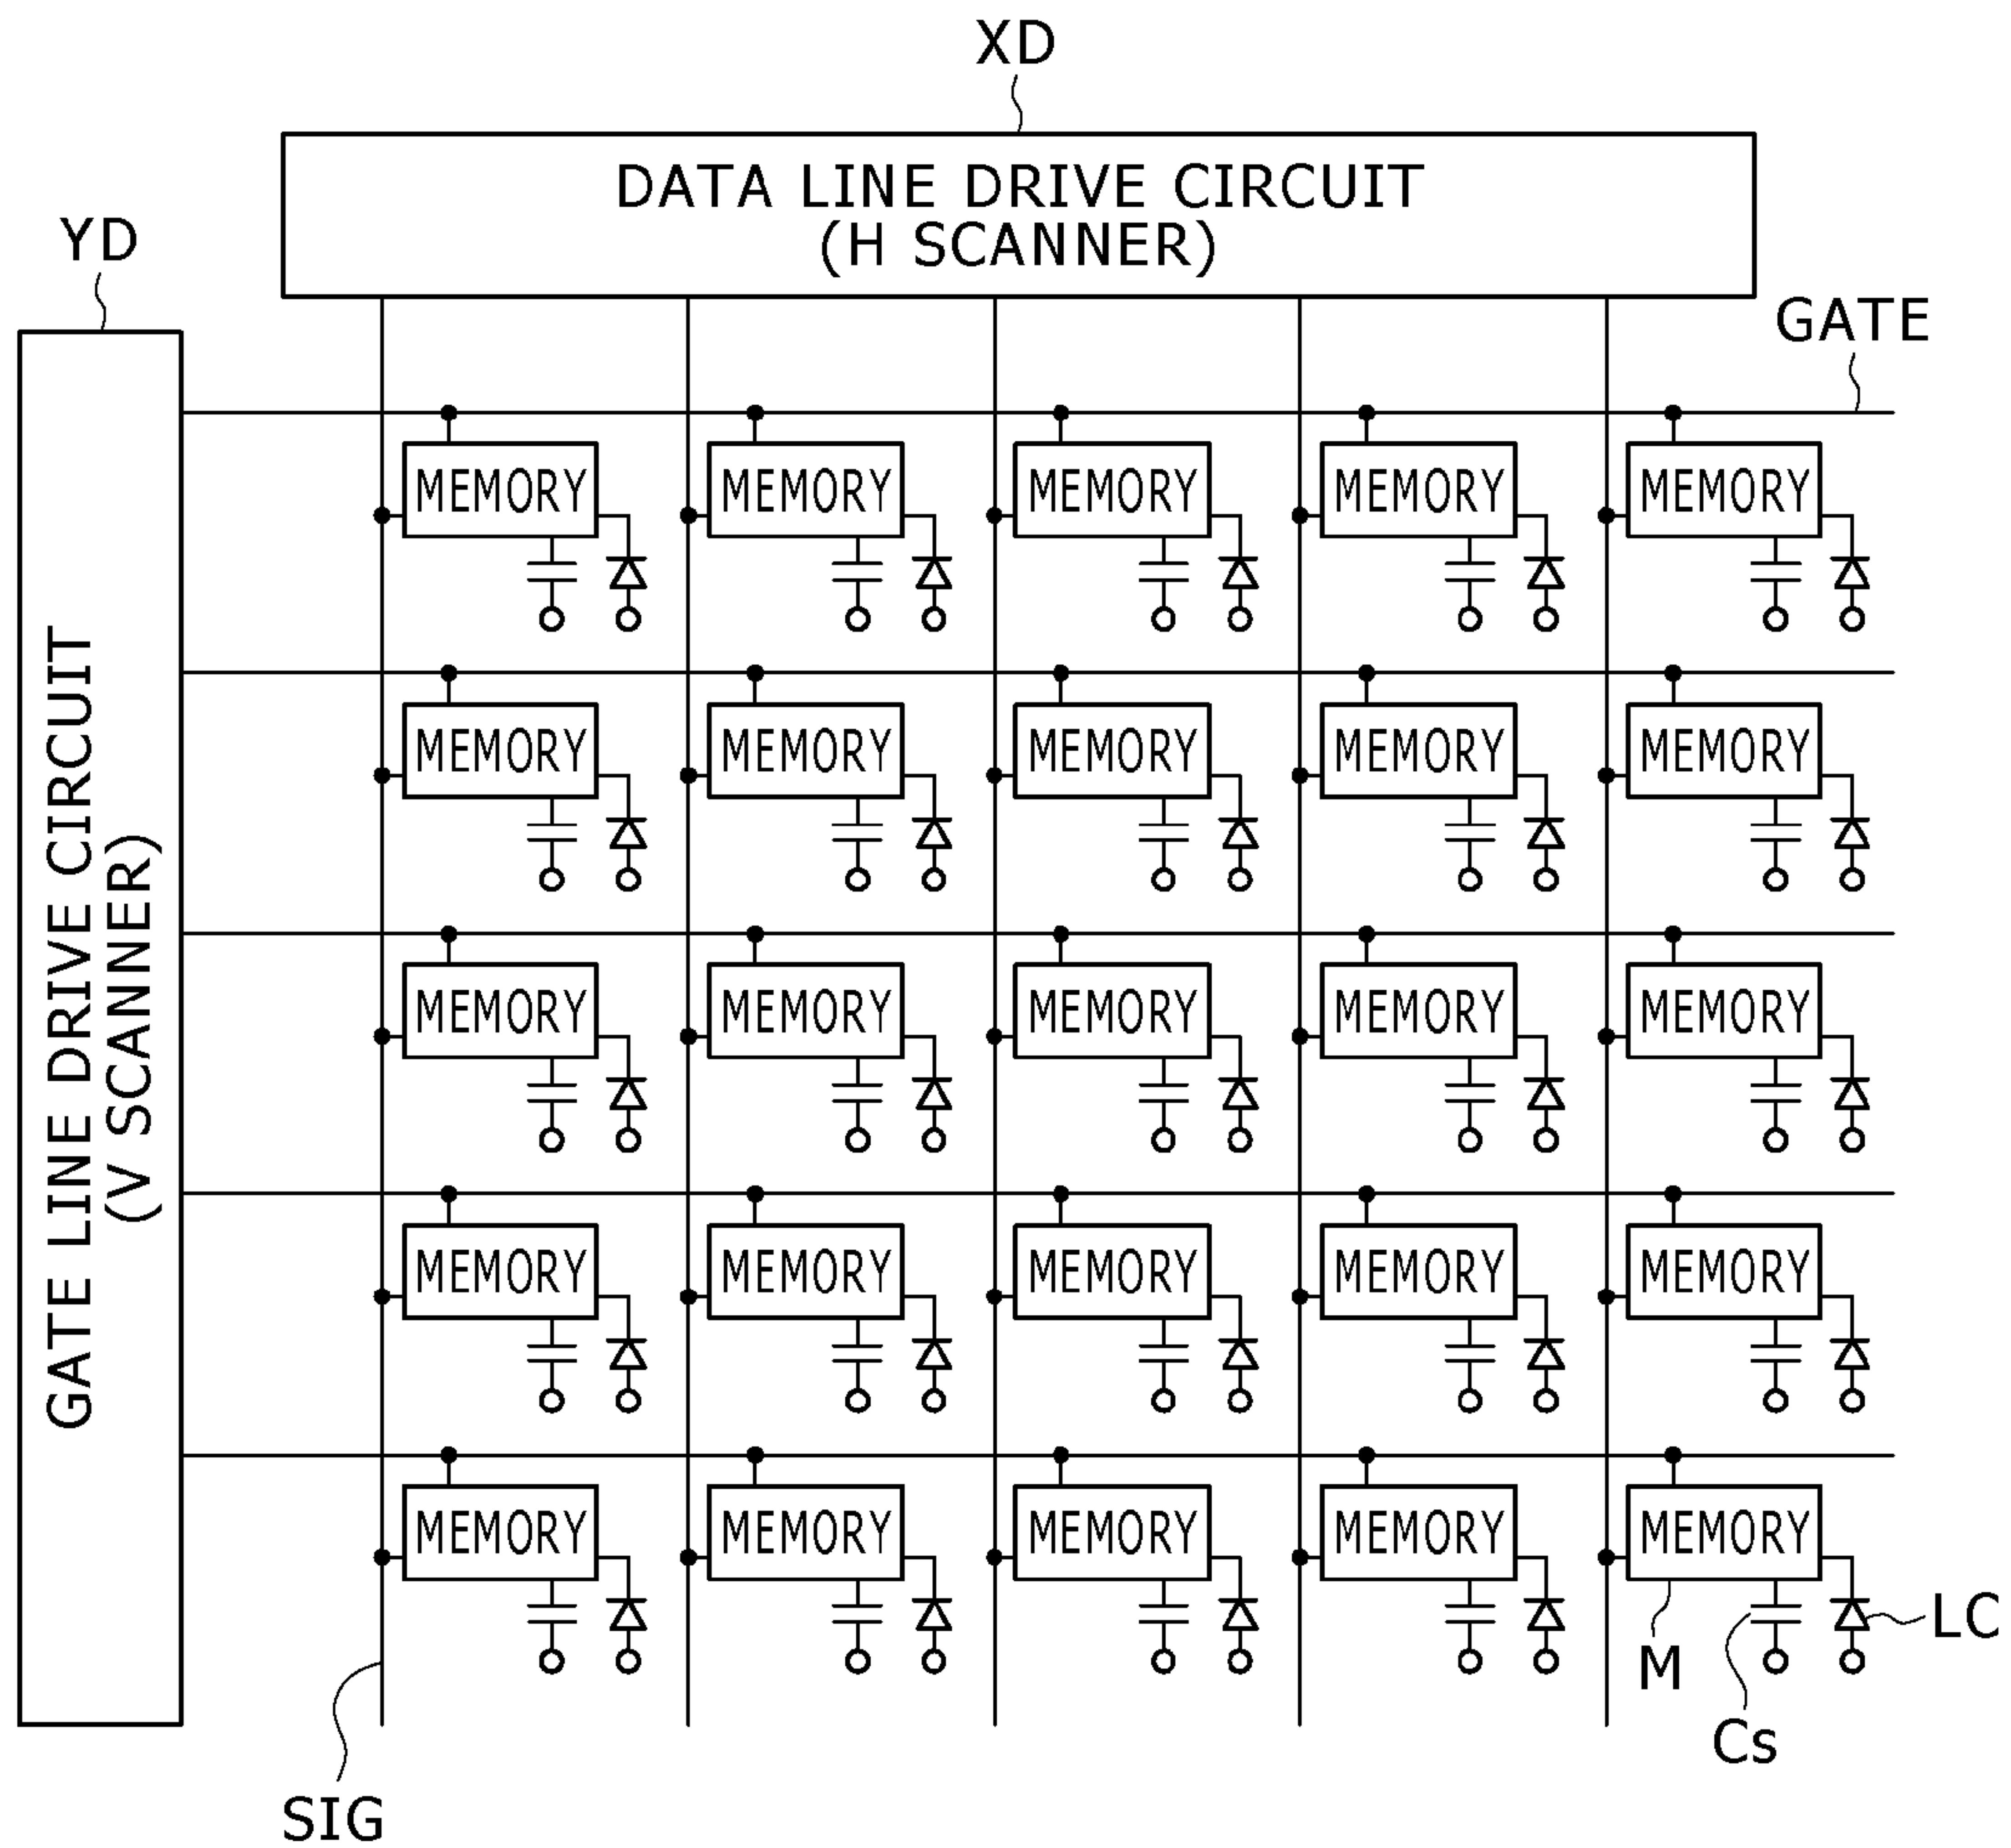 XD
DATA LINE DRIVE CIRCUIT
(H SCANNER)
YD
GATE
GATE LINE DRIVE CIRCUIT
(V SCANNER)
MEMORY MEMORY MEMORY MEMORY MEMORY
MEMORY MEMORY MEMORY MEMORY MEMORY
MEMORY MEMORY MEMORY MEMORY MEMORY
MEMORY MEMORY MEMORY MEMORY MEMORY
MEMORY MEMORY MEMORY MEMORY MEMORY
LC
M
Cs
SIG